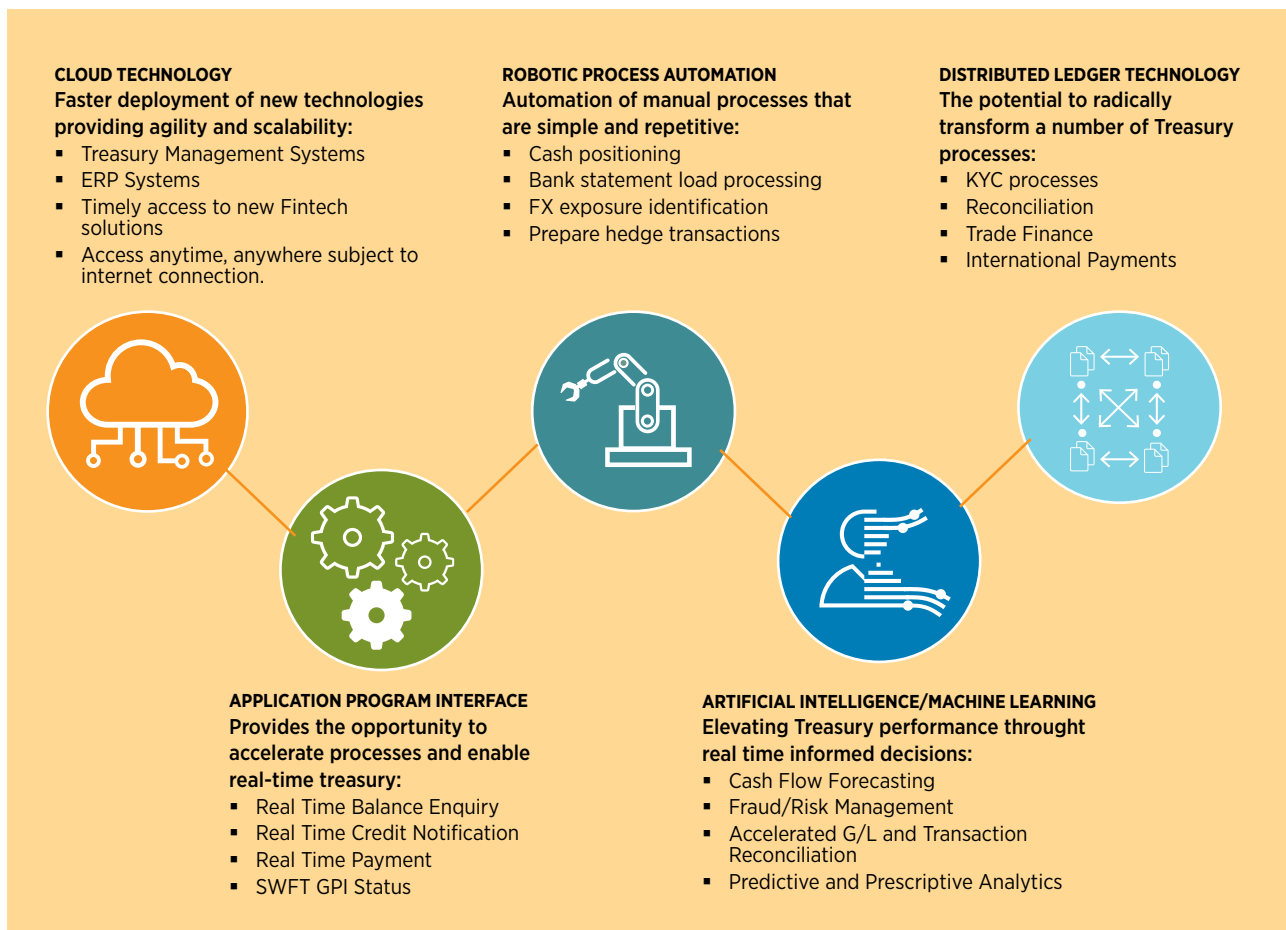 CLOUD TECHNOLOGY
Faster deployment of new technologies
providing agility and scalability:
▪ Treasury Management Systems
▪ ERP Systems
▪ Timely access to new Fintech
solutions
▪ Access anytime, anywhere subject to
internet connection.
ROBOTIC PROCESS AUTOMATION
Automation of manual processes that
are simple and repetitive:
▪ Cash positioning
▪ Bank statement load processing
▪ FX exposure identification
▪ Prepare hedge transactions
DISTRIBUTED LEDGER TECHNOLOGY
The potential to radically
transform a number of Treasury
processes:
▪ KYC processes
▪ Reconciliation
▪ Trade Finance
▪ International Payments
APPLICATION PROGRAM INTERFACE
Provides the opportunity to
accelerate processes and enable
real-time treasury:
▪ Real Time Balance Enquiry
▪ Real Time Credit Notification
▪ Real Time Payment
▪ SWFT GPI Status
ARTIFICIAL INTELLIGENCE/MACHINE LEARNING
Elevating Treasury performance throught
real time informed decisions:
▪ Cash Flow Forecasting
▪ Fraud/Risk Management
▪ Accelerated G/L and Transaction
Reconciliation
▪ Predictive and Prescriptive Analytics